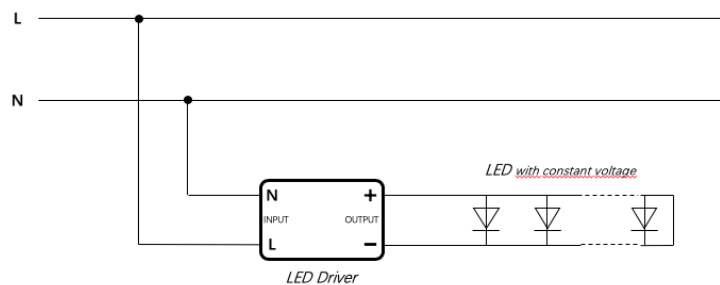 L
N
LED with constant voltage
N +
INPUT OUTPUT
L −
LED Driver